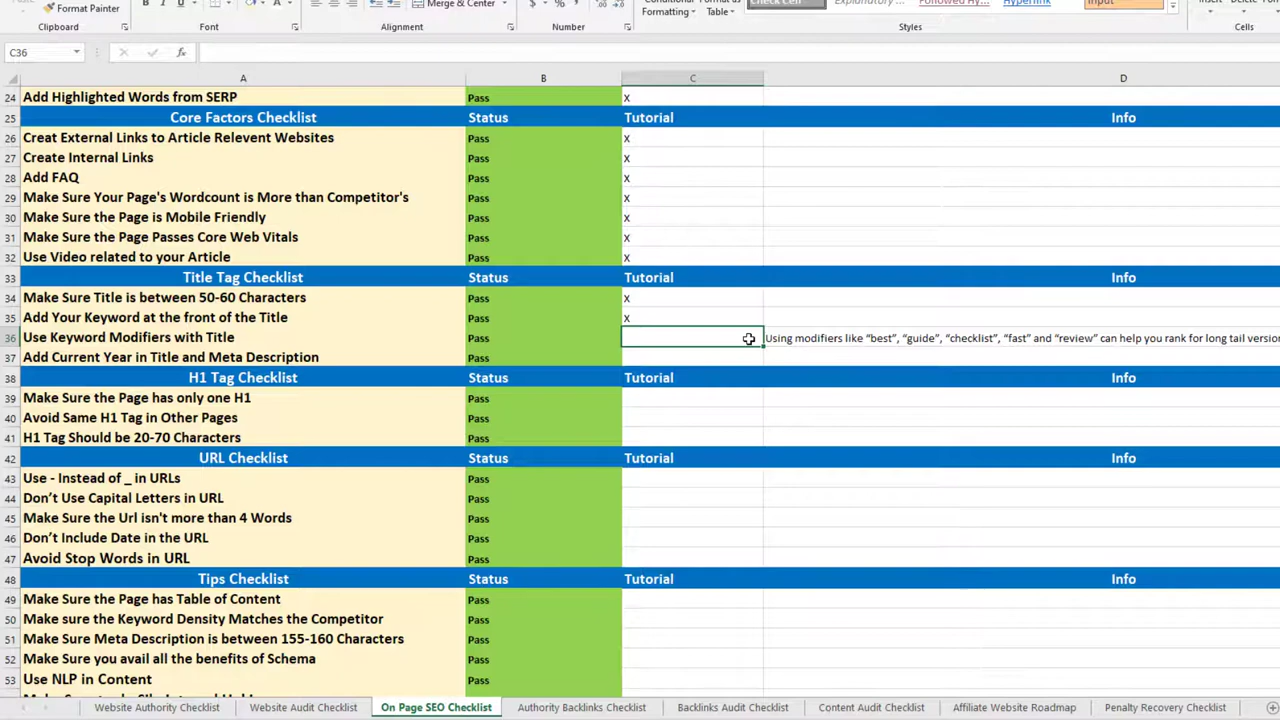 Format Painter
B
I
U
Merge & Center
$
%
Conditional Format as
Formatting
Table
Check Cell
Explanatory
Followed Hy...
Hyperlink
Input
Insert
Clipboard
Font
Alignment
Number
Styles
Cells
C36
fx
A B C D
24 Add Highlighted Words from SERP Pass X
25 Core Factors Checklist Status Tutorial Info
26 Creat External Links to Article Relevent Websites Pass X
27 Create Internal Links Pass X
28 Add FAQ Pass X
29 Make Sure Your Page's Wordcount is More than Competitor's Pass X
30 Make Sure the Page is Mobile Friendly Pass X
31 Make Sure the Page Passes Core Web Vitals Pass X
32 Use Video related to your Article Pass X
33 Title Tag Checklist Status Tutorial Info
34 Make Sure Title is between 50-60 Characters Pass X
35 Add Your Keyword at the front of the Title Pass X
36 Use Keyword Modifiers with Title Pass Using modifiers like “best”, “guide”, “checklist”, “fast” and “review” can help you rank for long tail version
37 Add Current Year in Title and Meta Description Pass
38 H1 Tag Checklist Status Tutorial Info
39 Make Sure the Page has only one H1 Pass
40 Avoid Same H1 Tag in Other Pages Pass
41 H1 Tag Should be 20-70 Characters Pass
42 URL Checklist Status Tutorial Info
43 Use - Instead of _ in URLs Pass
44 Don’t Use Capital Letters in URL Pass
45 Make Sure the Url isn't more than 4 Words Pass
46 Don’t Include Date in the URL Pass
47 Avoid Stop Words in URL Pass
48 Tips Checklist Status Tutorial Info
49 Make Sure the Page has Table of Content Pass
50 Make sure the Keyword Density Matches the Competitor Pass
51 Make Sure Meta Description is between 155-160 Characters Pass
52 Make Sure you avail all the benefits of Schema Pass
53 Use NLP in Content Pass
Website Authority Checklist Website Audit Checklist On Page SEO Checklist Authority Backlinks Checklist Backlinks Audit Checklist Content Audit Checklist Affiliate Website Roadmap Penalty Recovery Checklist